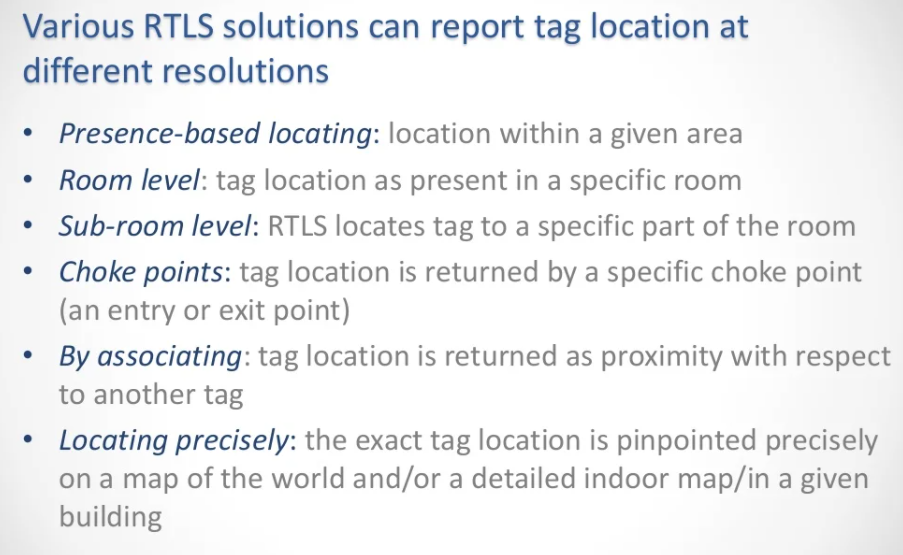 Various RTLS solutions can report tag location at
different resolutions
• Presence-based locating: location within a given area
• Room level: tag location as present in a specific room
• Sub-room level: RTLS locates tag to a specific part of the room
• Choke points: tag location is returned by a specific choke point
(an entry or exit point)
• By associating: tag location is returned as proximity with respect
to another tag
• Locating precisely: the exact tag location is pinpointed precisely
on a map of the world and/or a detailed indoor map/in a given
building